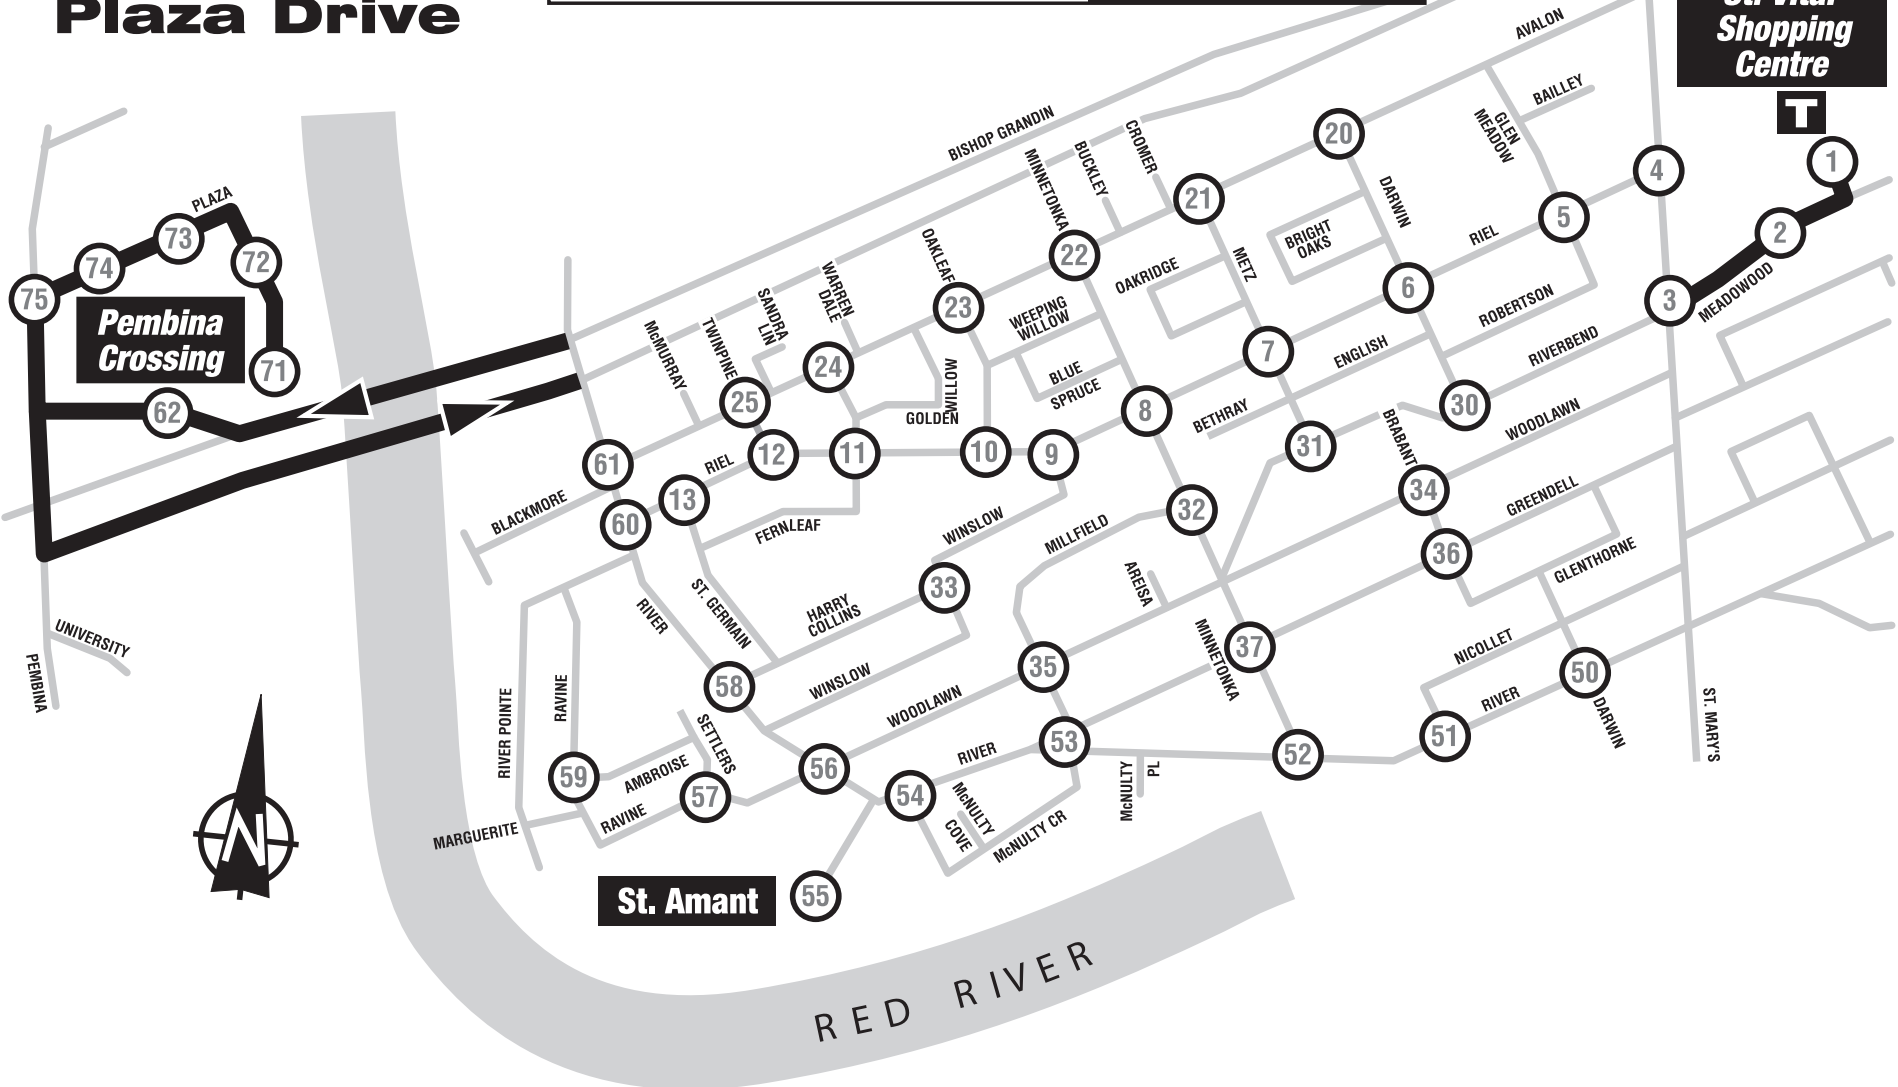 Plaza Drive
St. Vital
Shopping
Centre
T
AVALON
BAILLEY
GLEN
MEADOW
BISHOP GRANDIN
CROMER
BUCKLEY
MINNETONKA
20
4
1
PLAZA
DARWIN
21
5
2
73
OAKLEAF
BRIGHT
OAKS
RIEL
72
74
22
METZ
OAKRIDGE
6
MEADOWOOD
3
75
WARREN
DALE
SANDRA
LIN
23
WEEPING
WILLOW
ROBERTSON
Pembina
Crossing
McMURRAY
TWINPINE
24
7
ENGLISH
RIVERBEND
71
BLUE
SPRUCE
62
25
GOLDEN
WILLOW
8
BETHRAY
30
WOODLAWN
61
RIEL
12
11
10
9
31
BRABANT
BLACKMORE
13
34
GREENDELL
60
FERNLEAF
WINSLOW
MILLFIELD
32
36
GLENTHORNE
33
AREISA
UNIVERSITY
RIVER
ST. GERMAIN
HARRY
COLLINS
MINNETONKA
37
NICOLLET
PEMBINA
58
WINSLOW
35
50
RIVER POINTE
RAVINE
SETTLERS
WOODLAWN
RIVER
DARWIN
ST. MARY'S
53
51
52
59
AMBROISE
56
RIVER
McNULTY
PL
57
54
McNULTY
COVE
McNULTY CR
RAVINE
MARGUERITE
N
St. Amant
55
RED RIVER